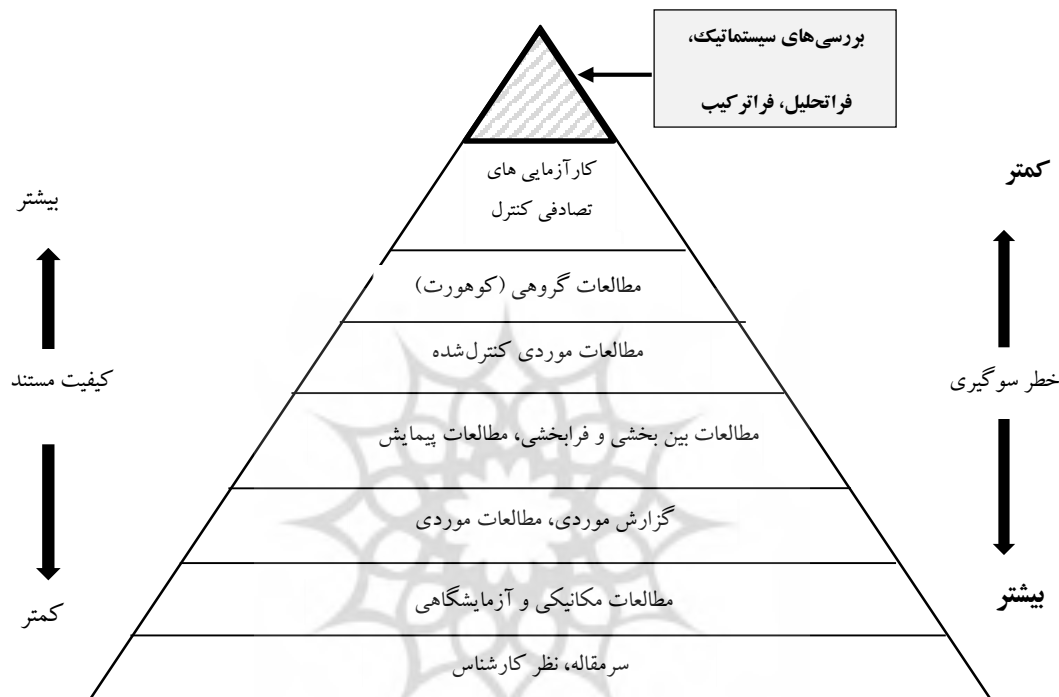 بررسی‌های سیستماتیک،
فراتحلیل، فراترکیب
کارآزمایی های
تصادفی کنترل
مطالعات گروهی (کوهورت)
مطالعات موردی کنترل‌شده
مطالعات بین بخشی و فرابخشی، مطالعات پیمایش
گزارش موردی، مطالعات موردی
مطالعات مکانیکی و آزمایشگاهی
سرمقاله، نظر کارشناس
کمتر
خطر سوگیری
بیشتر
بیشتر
کیفیت مستند
کمتر